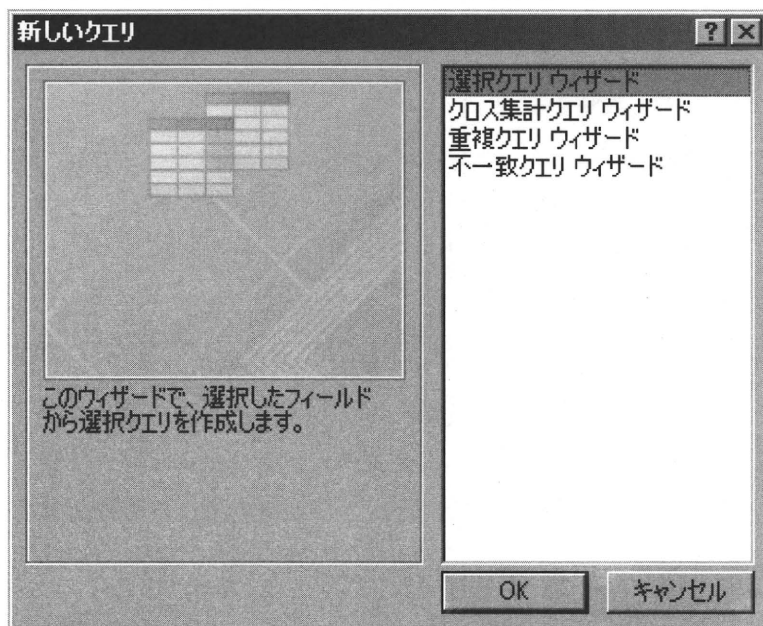 新しいクエリ
選択クエリ ウィザード
クロス集計クエリ ウィザード
重複クエリ ウィザード
不一致クエリ ウィザード
このウィザードで、選択したフィールド
から選択クエリを作成します。
OK
キャンセル